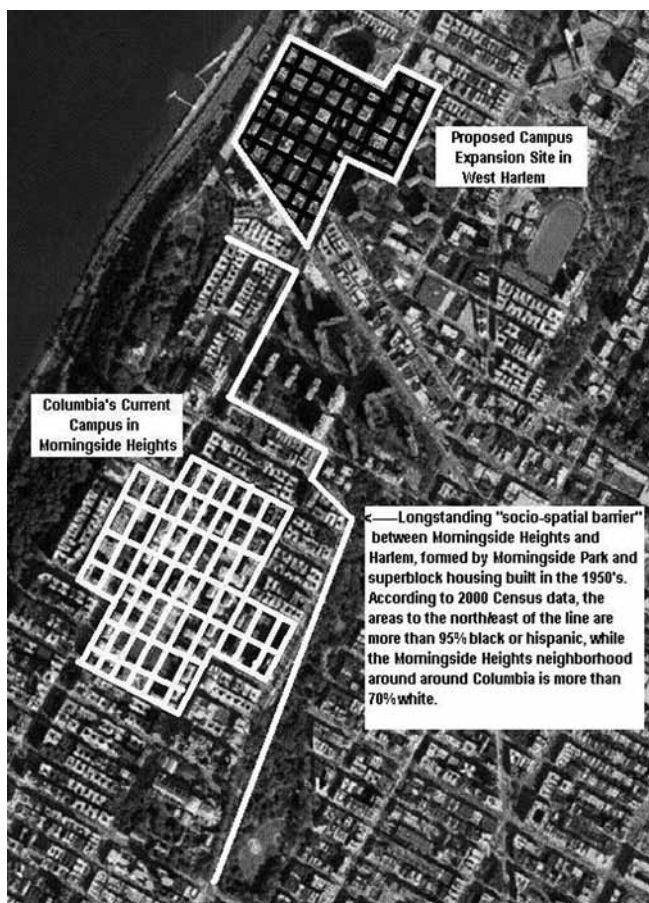 Proposed Campus
Expansion Site in
West Harlem
Columbia's Current
Campus in
Morningside Heights
<----Longstanding "socio-spatial barrier"
between Morningside Heights and
Harlem, formed by Morningside Park and
superblock housing built in the 1950's.
According to 2000 Census data, the
areas to the north/east of the line are
more than 95% black or hispanic, while
the Morningside Heights neighborhood
around around Columbia is more than
70% white.